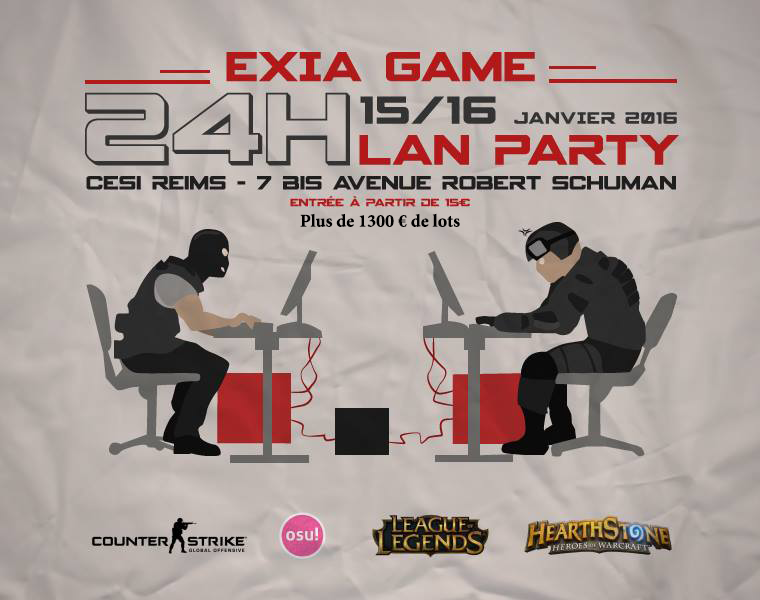 EXIA GAME
24H 15/16 JANVIER 2016
LAN PARTY
CESI REIMS - 7 BIS AVENUE ROBERT SCHUMAN
ENTRÉE À PARTIR DE 15€
Plus de 1300 € de lots
COUNTER STRIKE
GLOBAL OFFENSIVE
osu!
LEAGUE OF
LEGENDS
HEARTHSTONE
HEROES OF WARCRAFT